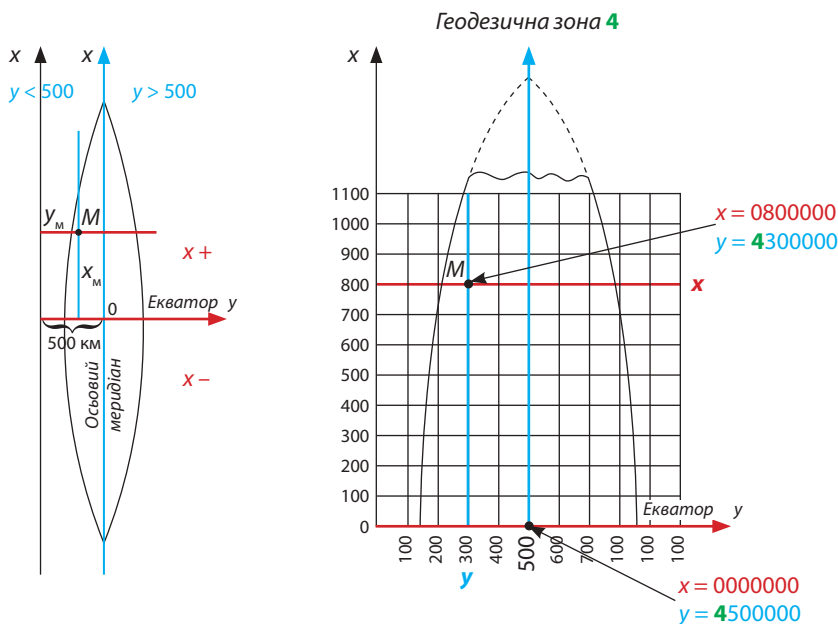 Геодезична зона 4
x
x
y < 500
y > 500
yм
M
xм
x +
0
Екватор y
500 км
x –
Осьовий
меридіан
x
1100
1000
900
800
700
600
500
400
300
200
100
0
M
x
x = 0800000
y = 4300000
Екватор y
100
200
300
500
600
700
100
100
100
y
x = 0000000
y = 4500000